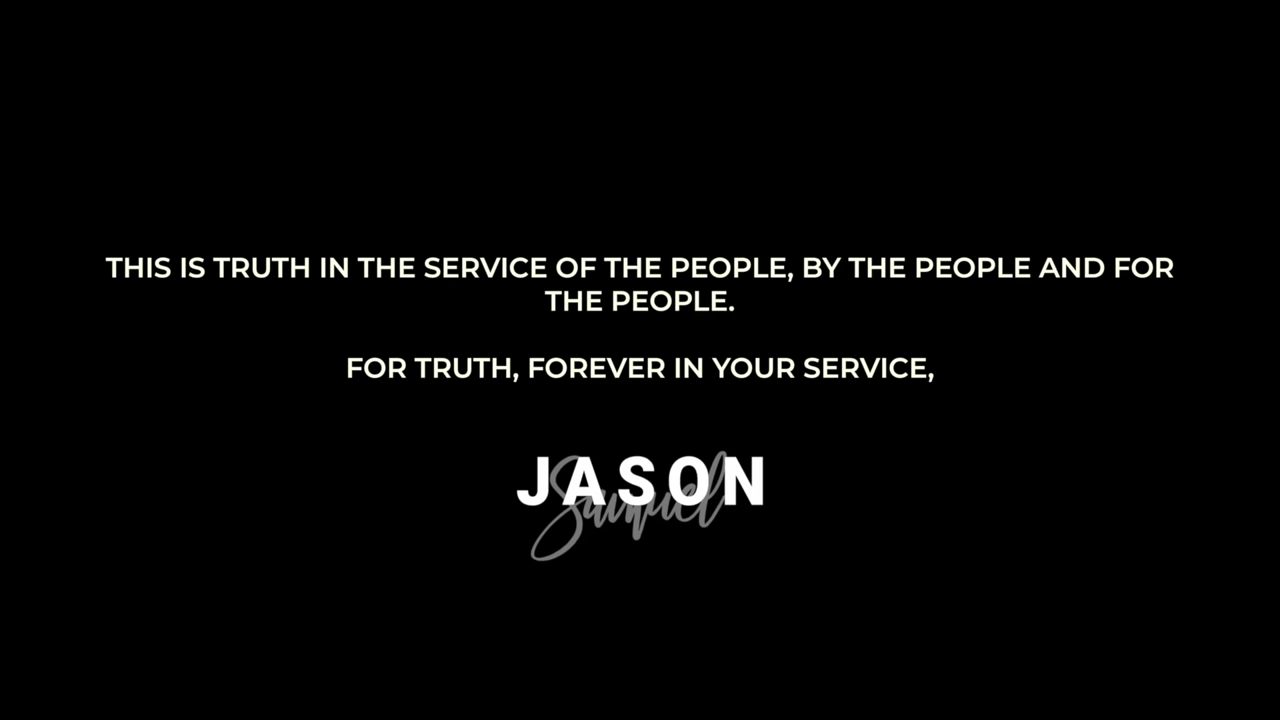 THIS IS TRUTH IN THE SERVICE OF THE PEOPLE, BY THE PEOPLE AND FOR
THE PEOPLE.
FOR TRUTH, FOREVER IN YOUR SERVICE,
JASON
Samuel